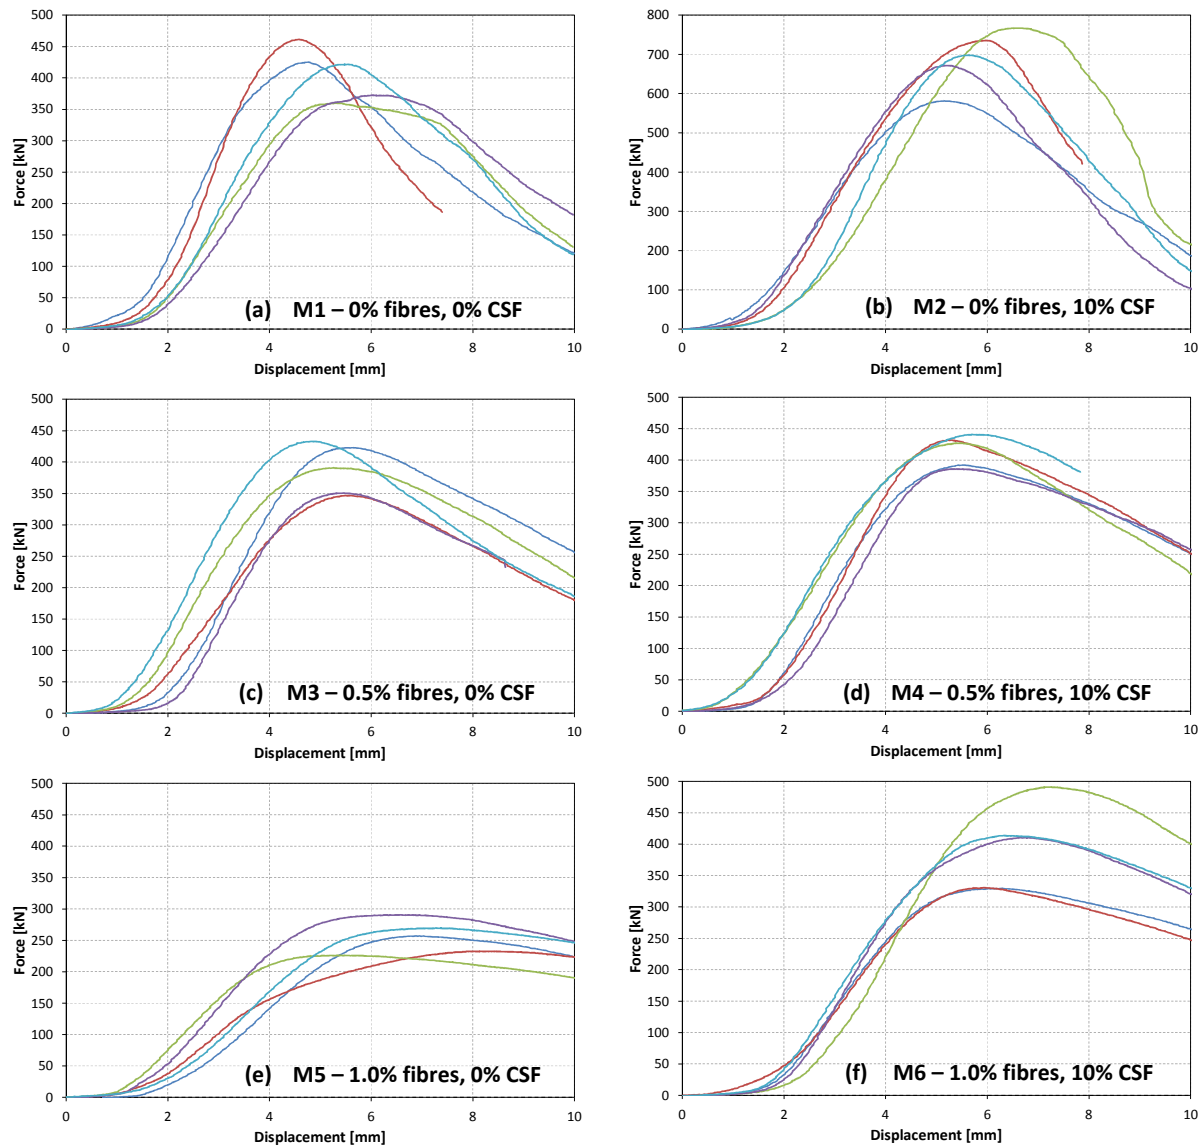 500
450
400
350
300
250
200
150
100
50
0
Force [kN]
0 2 4 6 8 10
Displacement [mm]
(a) M1 – 0% fibres, 0% CSF
800
700
600
500
400
300
200
100
0
Force [kN]
0 2 4 6 8 10
Displacement [mm]
(b) M2 – 0% fibres, 10% CSF
500
450
400
350
300
250
200
150
100
50
0
Force [kN]
0 2 4 6 8 10
Displacement [mm]
(c) M3 – 0.5% fibres, 0% CSF
500
450
400
350
300
250
200
150
100
50
0
Force [kN]
0 2 4 6 8 10
Displacement [mm]
(d) M4 – 0.5% fibres, 10% CSF
500
450
400
350
300
250
200
150
100
50
0
Force [kN]
0 2 4 6 8 10
Displacement [mm]
(e) M5 – 1.0% fibres, 0% CSF
500
450
400
350
300
250
200
150
100
50
0
Force [kN]
0 2 4 6 8 10
Displacement [mm]
(f) M6 – 1.0% fibres, 10% CSF